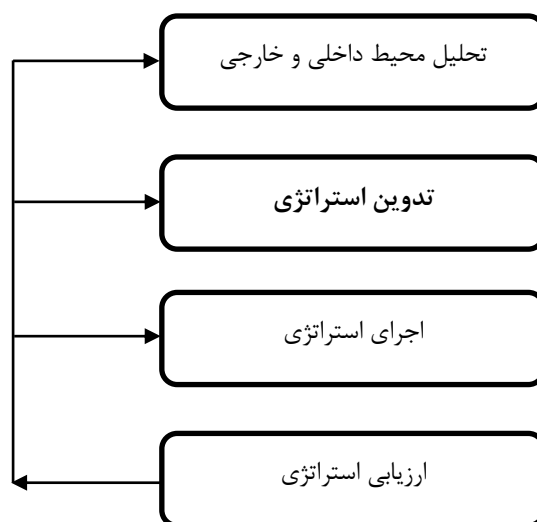 تحلیل محیط داخلی و خارجی
تدوین استراتژی
اجرای استراتژی
ارزیابی استراتژی